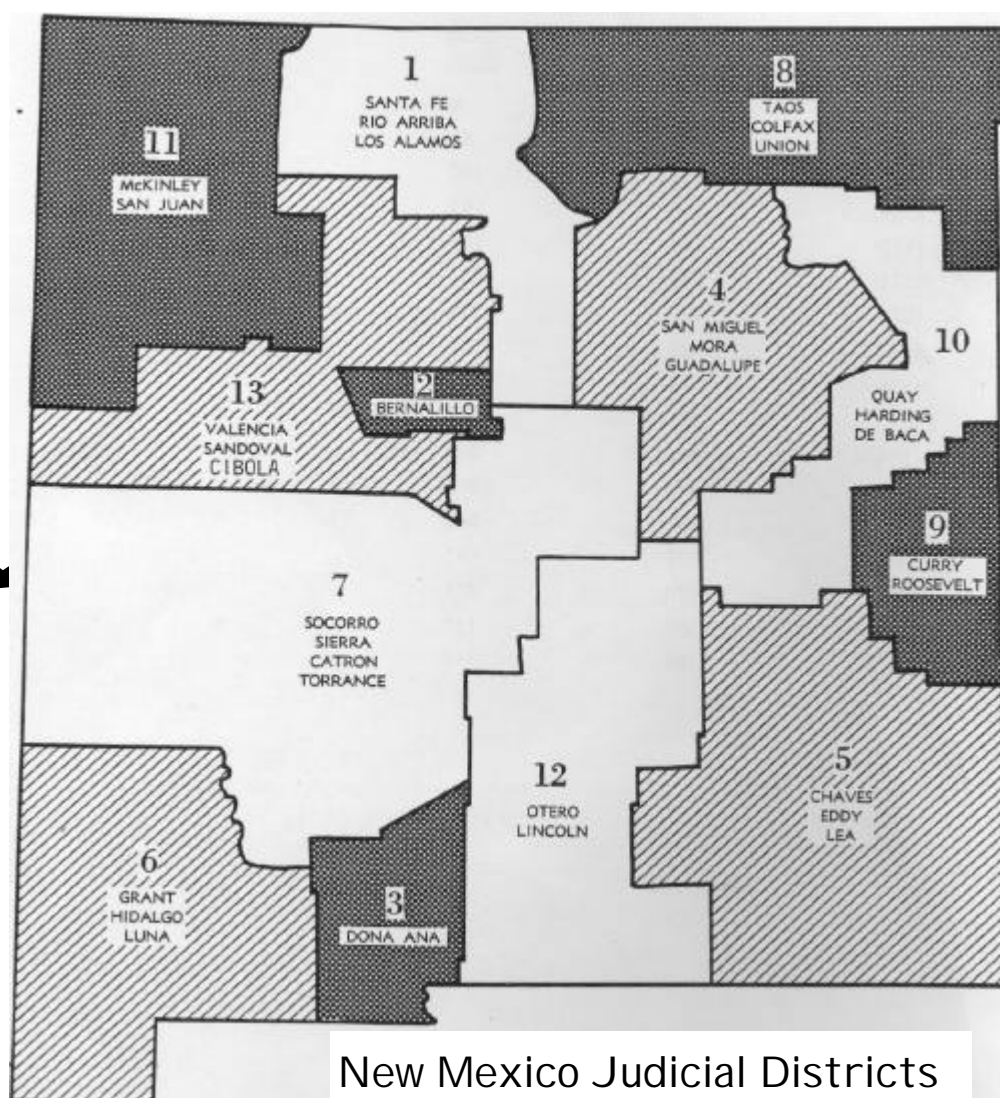 1
SANTA FE
RIO ARRIBA
LOS ALAMOS
8
TAOS
COLFAX
UNION
11
McKINLEY
SAN JUAN
4
SAN MIGUEL
MORA
GUADALUPE
10
QUAY
HARDING
DE BACA
13
VALENCIA
SANDOVAL
CIBOLA
2
BERNALILLO
9
CURRY
ROOSEVELT
7
SOCORRO
SIERRA
CATRON
TORRANCE
12
OTERO
LINCOLN
5
CHAVES
EDDY
LEA
6
GRANT
HIDALGO
LUNA
3
DONA ANA
New Mexico Judicial Districts